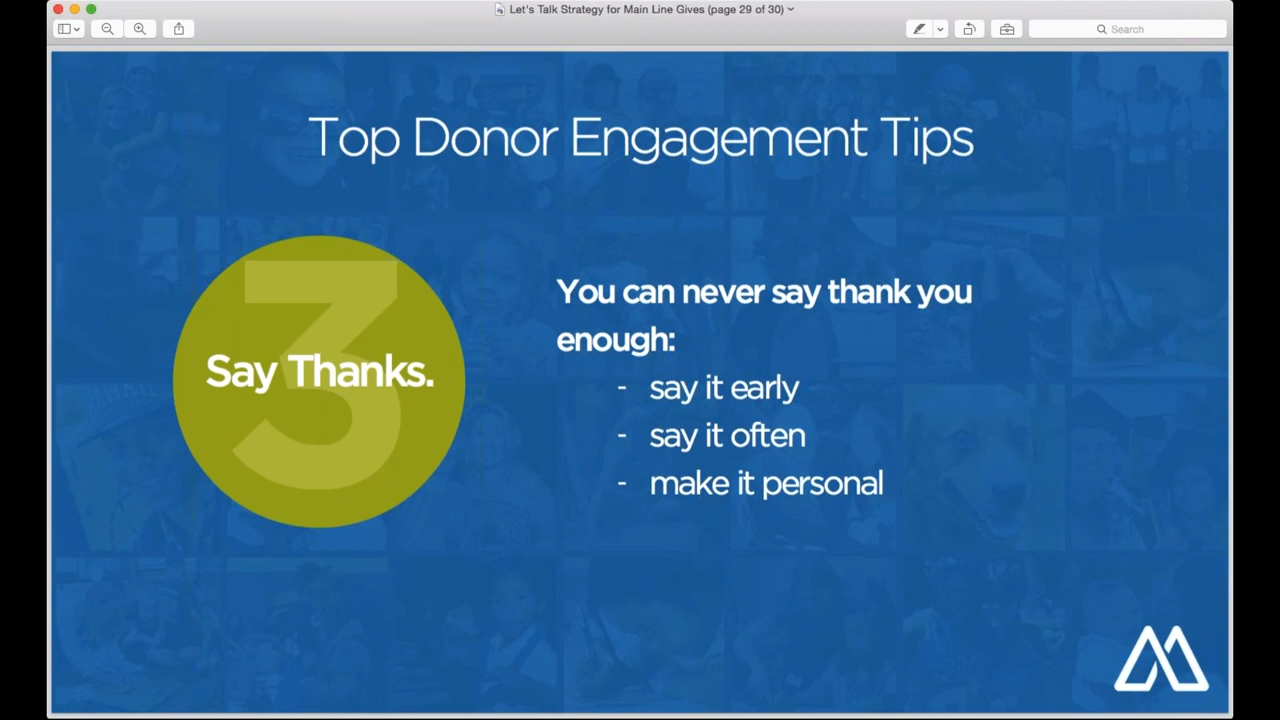 Let's Talk Strategy for Main Line Gives (page 29 of 30)
Search
Top Donor Engagement Tips
3
Say Thanks.
You can never say thank you
enough:
- say it early
- say it often
- make it personal